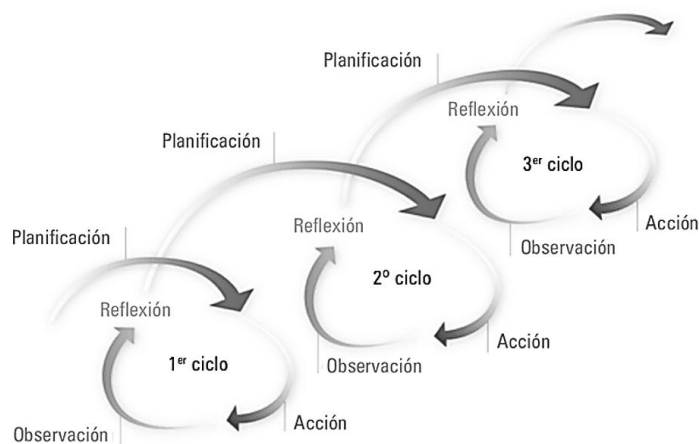 Planificación
Reflexión
3er ciclo
Acción
Observación
Planificación
Reflexión
2º ciclo
Acción
Observación
Planificación
Reflexión
1er ciclo
Acción
Observación